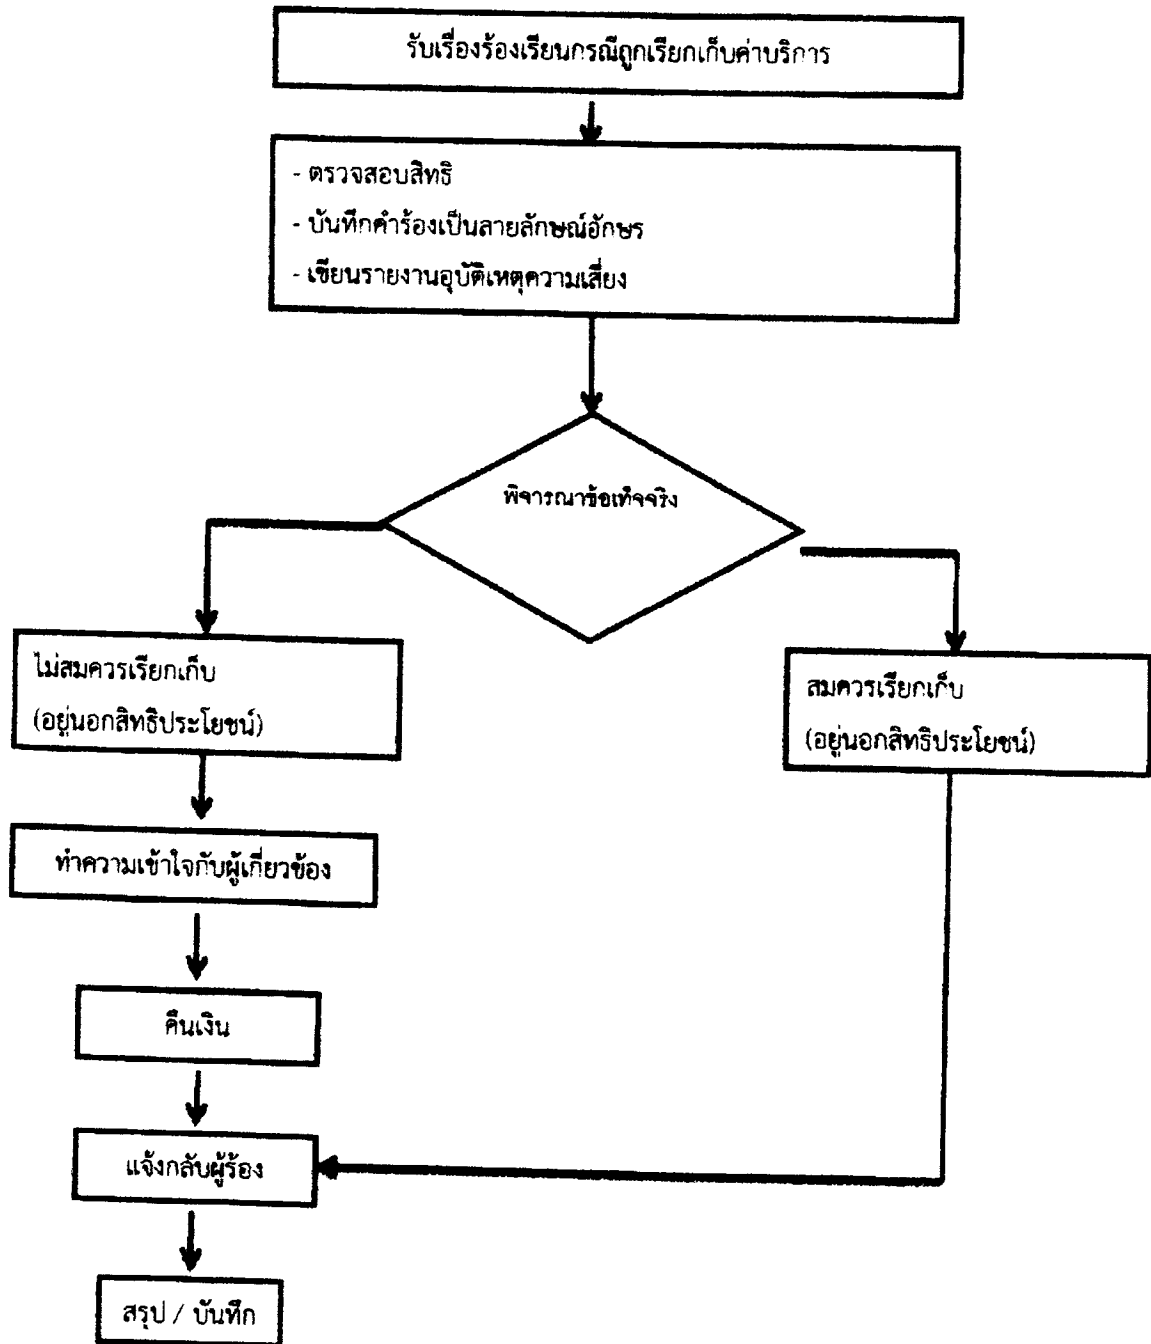 รับเรื่องร้องเรียนกรณีถูกเรียกเก็บค่าบริการ
- ตรวจสอบสิทธิ
- บันทึกคำร้องเป็นลายลักษณ์อักษร
- เขียนรายงานอุบัติเหตุความเสี่ยง
พิจารณาข้อเท็จจริง
ไม่สมควรเรียกเก็บ
(อยู่นอกสิทธิประโยชน์)
สมควรเรียกเก็บ
(อยู่นอกสิทธิประโยชน์)
ทำความเข้าใจกับผู้เกี่ยวข้อง
คืนเงิน
แจ้งกลับผู้ร้อง
สรุป / บันทึก